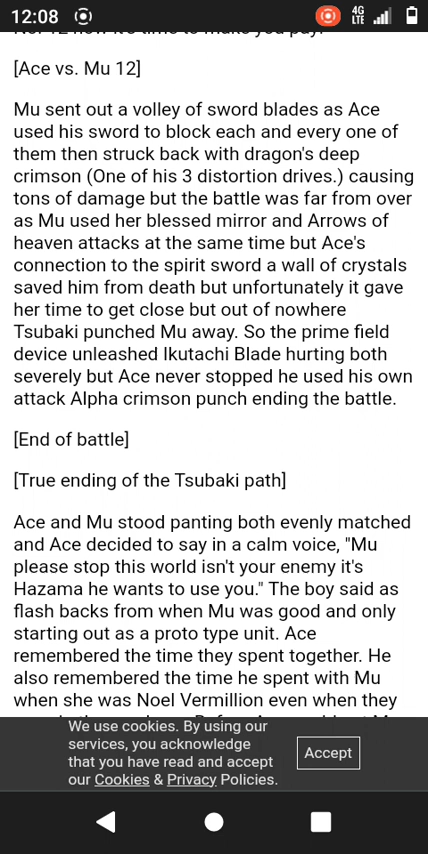 12:08
4G
LTE
[Ace vs. Mu 12]
Mu sent out a volley of sword blades as Ace
used his sword to block each and every one of
them then struck back with dragon's deep
crimson (One of his 3 distortion drives.) causing
tons of damage but the battle was far from over
as Mu used her blessed mirror and Arrows of
heaven attacks at the same time but Ace's
connection to the spirit sword a wall of crystals
saved him from death but unfortunately it gave
her time to get close but out of nowhere
Tsubaki punched Mu away. So the prime field
device unleashed Ikutachi Blade hurting both
severely but Ace never stopped he used his own
attack Alpha crimson punch ending the battle.
[End of battle]
[True ending of the Tsubaki path]
Ace and Mu stood panting both evenly matched
and Ace decided to say in a calm voice, "Mu
please stop this world isn't your enemy it's
Hazama he wants to use you." The boy said as
flash backs from when Mu was good and only
starting out as a proto type unit. Ace
remembered the time they spent together. He
also remembered the time he spent with Mu
when she was Noel Vermillion even when they
We use cookies. By using our
services, you acknowledge
that you have read and accept
our Cookies & Privacy Policies.
Accept